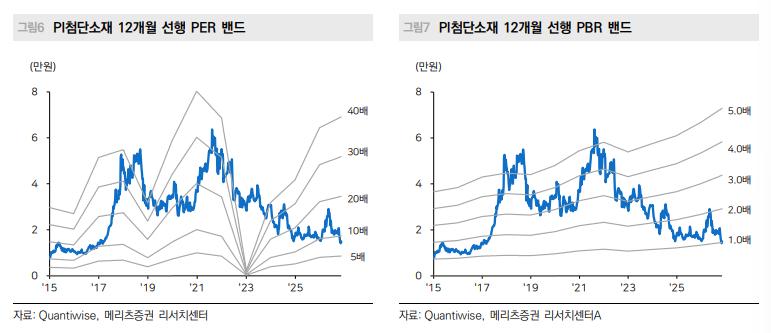 그림6 PI첨단소재 12개월 선행 PER 밴드
(만원)
8
6
4
2
0
40배
30배
20배
10배
5배
'15 '17 '19 '21 '23 '25
자료: Quantiwise, 메리츠증권 리서치센터
그림7 PI첨단소재 12개월 선행 PBR 밴드
(만원)
8
6
4
2
0
5.0배
4.0배
3.0배
2.0배
1.0배
'15 '17 '19 '21 '23 '25
자료: Quantiwise, 메리츠증권 리서치센터A